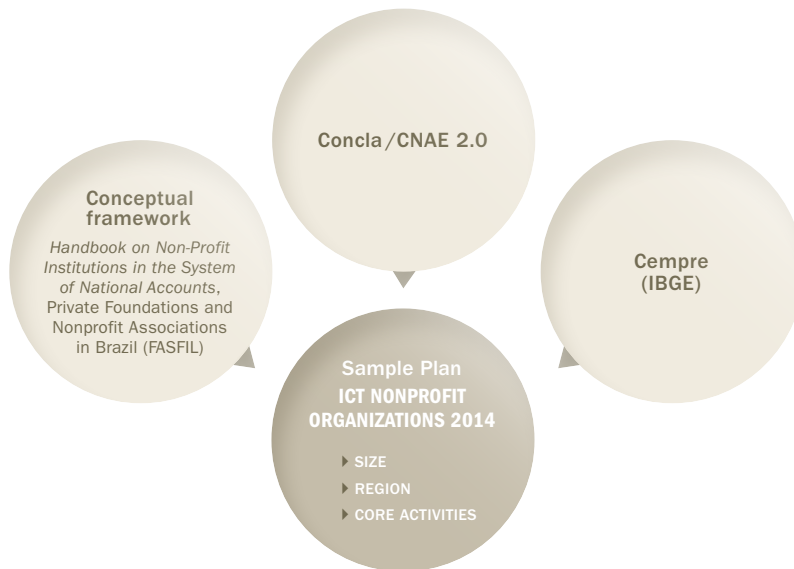 Concla/CNAE 2.0
Conceptual
framework
Handbook on Non-Profit
Institutions in the System
of National Accounts,
Private Foundations and
Nonprofit Associations
in Brazil (FASFIL)
Cempre
(IBGE)
Sample Plan
ICT NONPROFIT
ORGANIZATIONS 2014
SIZE
REGION
CORE ACTIVITIES